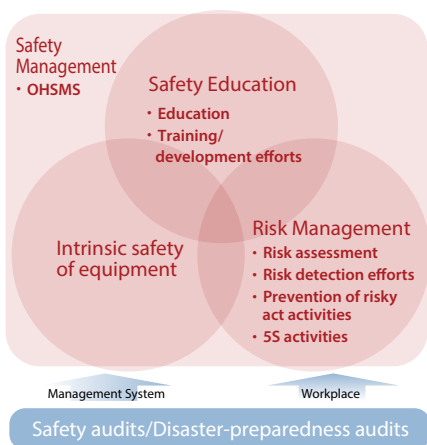 Safety
Management
・OHSMS
Safety Education
・Education
・Training/
development efforts
Intrinsic safety
of equipment
Risk Management
・Risk assessment
・Risk detection efforts
・Prevention of risky
act activities
・5S activities
Management System
Workplace
Safety audits/Disaster-preparedness audits